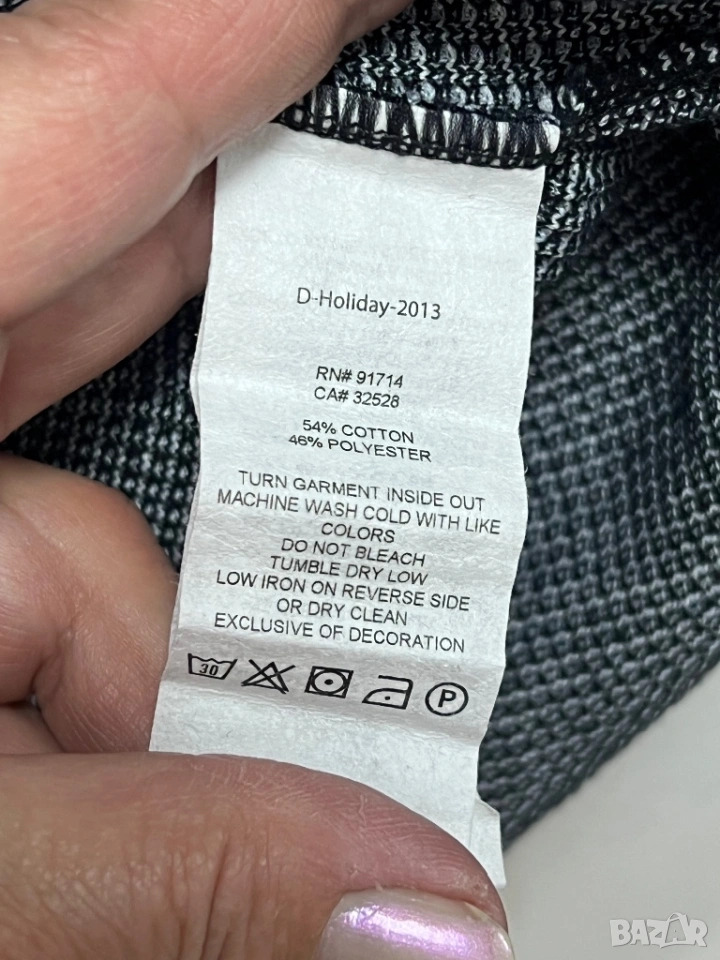 D-Holiday-2013
RN# 91714
CA# 32528
54% COTTON
46% POLYESTER
TURN GARMENT INSIDE OUT
MACHINE WASH COLD WITH LIKE
COLORS
DO NOT BLEACH
TUMBLE DRY LOW
LOW IRON ON REVERSE SIDE
OR DRY CLEAN
EXCLUSIVE OF DECORATION
30
P
BAZAR